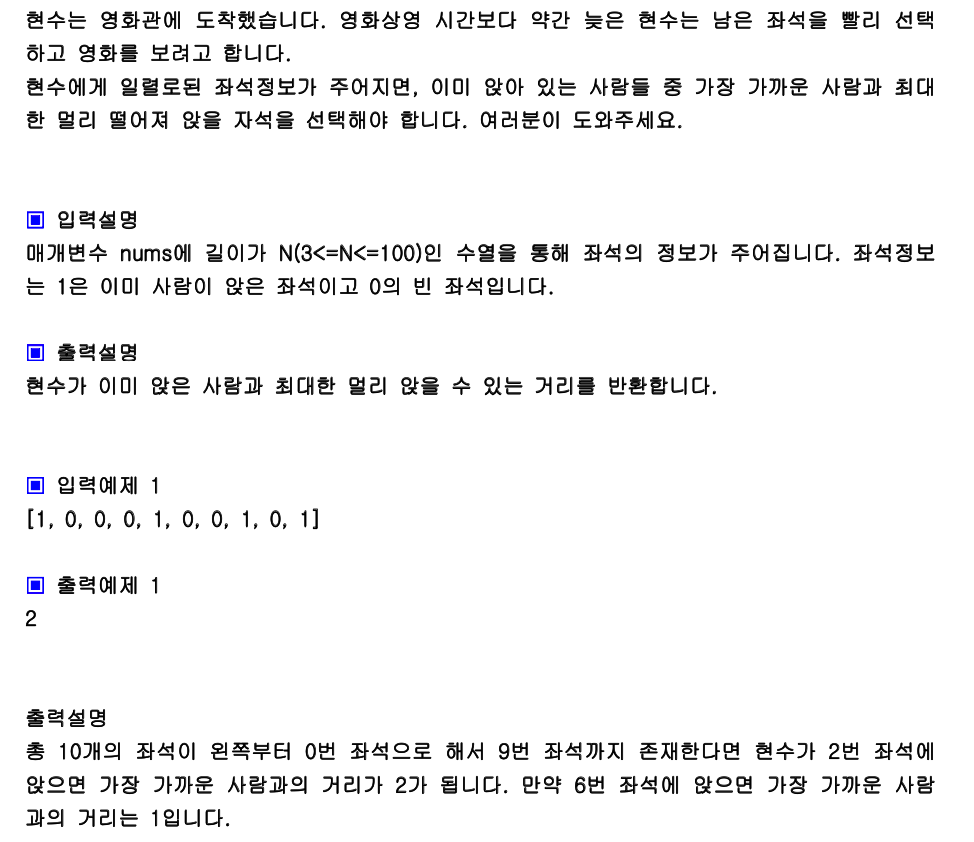 현수는 영화관에 도착했습니다. 영화상영 시간보다 약간 늦은 현수는 남은 좌석을 빨리 선택
하고 영화를 보려고 합니다.
현수에게 일렬로된 좌석정보가 주어지면, 이미 앉아 있는 사람들 중 가장 가까운 사람과 최대
한 멀리 떨어져 앉을 자석을 선택해야 합니다. 여러분이 도와주세요.
▣ 입력설명
매개변수 nums에 길이가 N(3<=N<=100)인 수열을 통해 좌석의 정보가 주어집니다. 좌석정보
는 1은 이미 사람이 앉은 좌석이고 0의 빈 좌석입니다.
▣ 출력설명
현수가 이미 앉은 사람과 최대한 멀리 앉을 수 있는 거리를 반환합니다.
▣ 입력예제 1
[1, 0, 0, 0, 1, 0, 0, 1, 0, 1]
▣ 출력예제 1
2
출력설명
총 10개의 좌석이 왼쪽부터 0번 좌석으로 해서 9번 좌석까지 존재한다면 현수가 2번 좌석에
앉으면 가장 가까운 사람과의 거리가 2가 됩니다. 만약 6번 좌석에 앉으면 가장 가까운 사람
과의 거리는 1입니다.